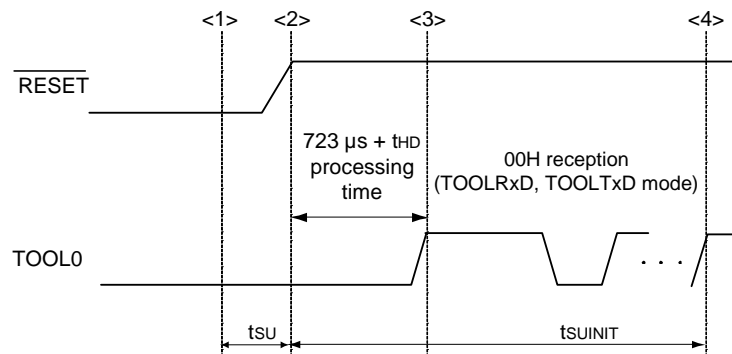 <1> <2> <3> <4>
RESET
723 µs + tHD
processing
time
00H reception
(TOOLRxD, TOOLTxD mode)
TOOL0
. . .
tSU
tSUINIT